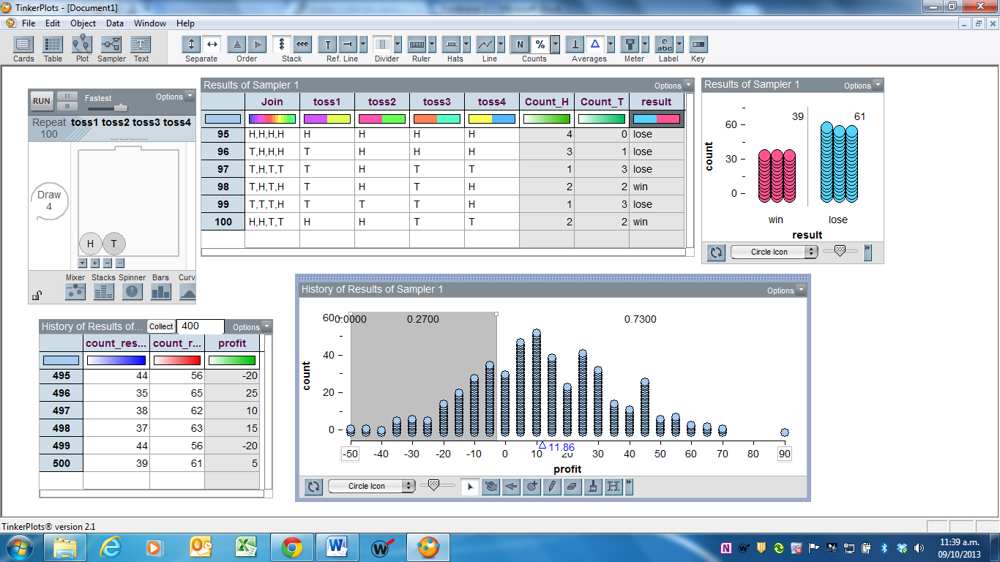 TinkerPlots - [Document1]
File Edit Object Data Window Help
Cards Table Plot Sampler Text Separate Order Stack Ref. Line Divider Ruler Hats Line Counts Averages Meter Label Key
N % abc
RUN Fastest Options
Repeat 100 toss1 toss2 toss3 toss4
Draw 4
H T
Mixer Stacks Spinner Bars Curv
Results of Sampler 1 Options
Join toss1 toss2 toss3 toss4 Count_H Count_T result
95 H,H,H,H H H H H 4 0 lose
96 T,H,H,H T H H H 3 1 lose
97 T,H,T,T T H T T 1 3 lose
98 T,H,T,H T H T H 2 2 win
99 T,T,T,H T T T H 1 3 lose
100 H,H,T,T H H T T 2 2 win
Results of Sampler 1 Options
39 61
60
30
0
count
win lose
result
Circle Icon
History of Results of... Collect 400 Options
count_res... count_r... profit
495 44 56 -20
496 35 65 25
497 38 62 10
498 37 63 15
499 44 56 -20
500 39 61 5
History of Results of Sampler 1 Options
0.0000 0.2700 0.7300
60
40
20
0
count
11.86
-50 -40 -30 -20 -10 0 10 20 30 40 50 60 70 80 90
profit
Circle Icon
TinkerPlots® version 2.1
11:39 a.m.
09/10/2013